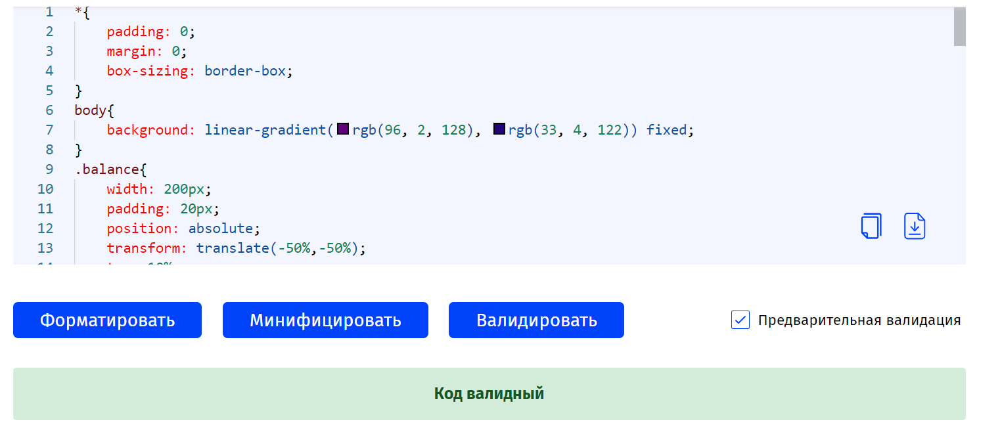 1 *{
2 padding: 0;
3 margin: 0;
4 box-sizing: border-box;
5 }
6 body{
7 background: linear-gradient(rgb(96, 2, 128), rgb(33, 4, 122)) fixed;
8 }
9 .balance{
10 width: 200px;
11 padding: 20px;
12 position: absolute;
13 transform: translate(-50%,-50%);
Форматировать Минифицировать Валидировать Предварительная валидация
Код валидный